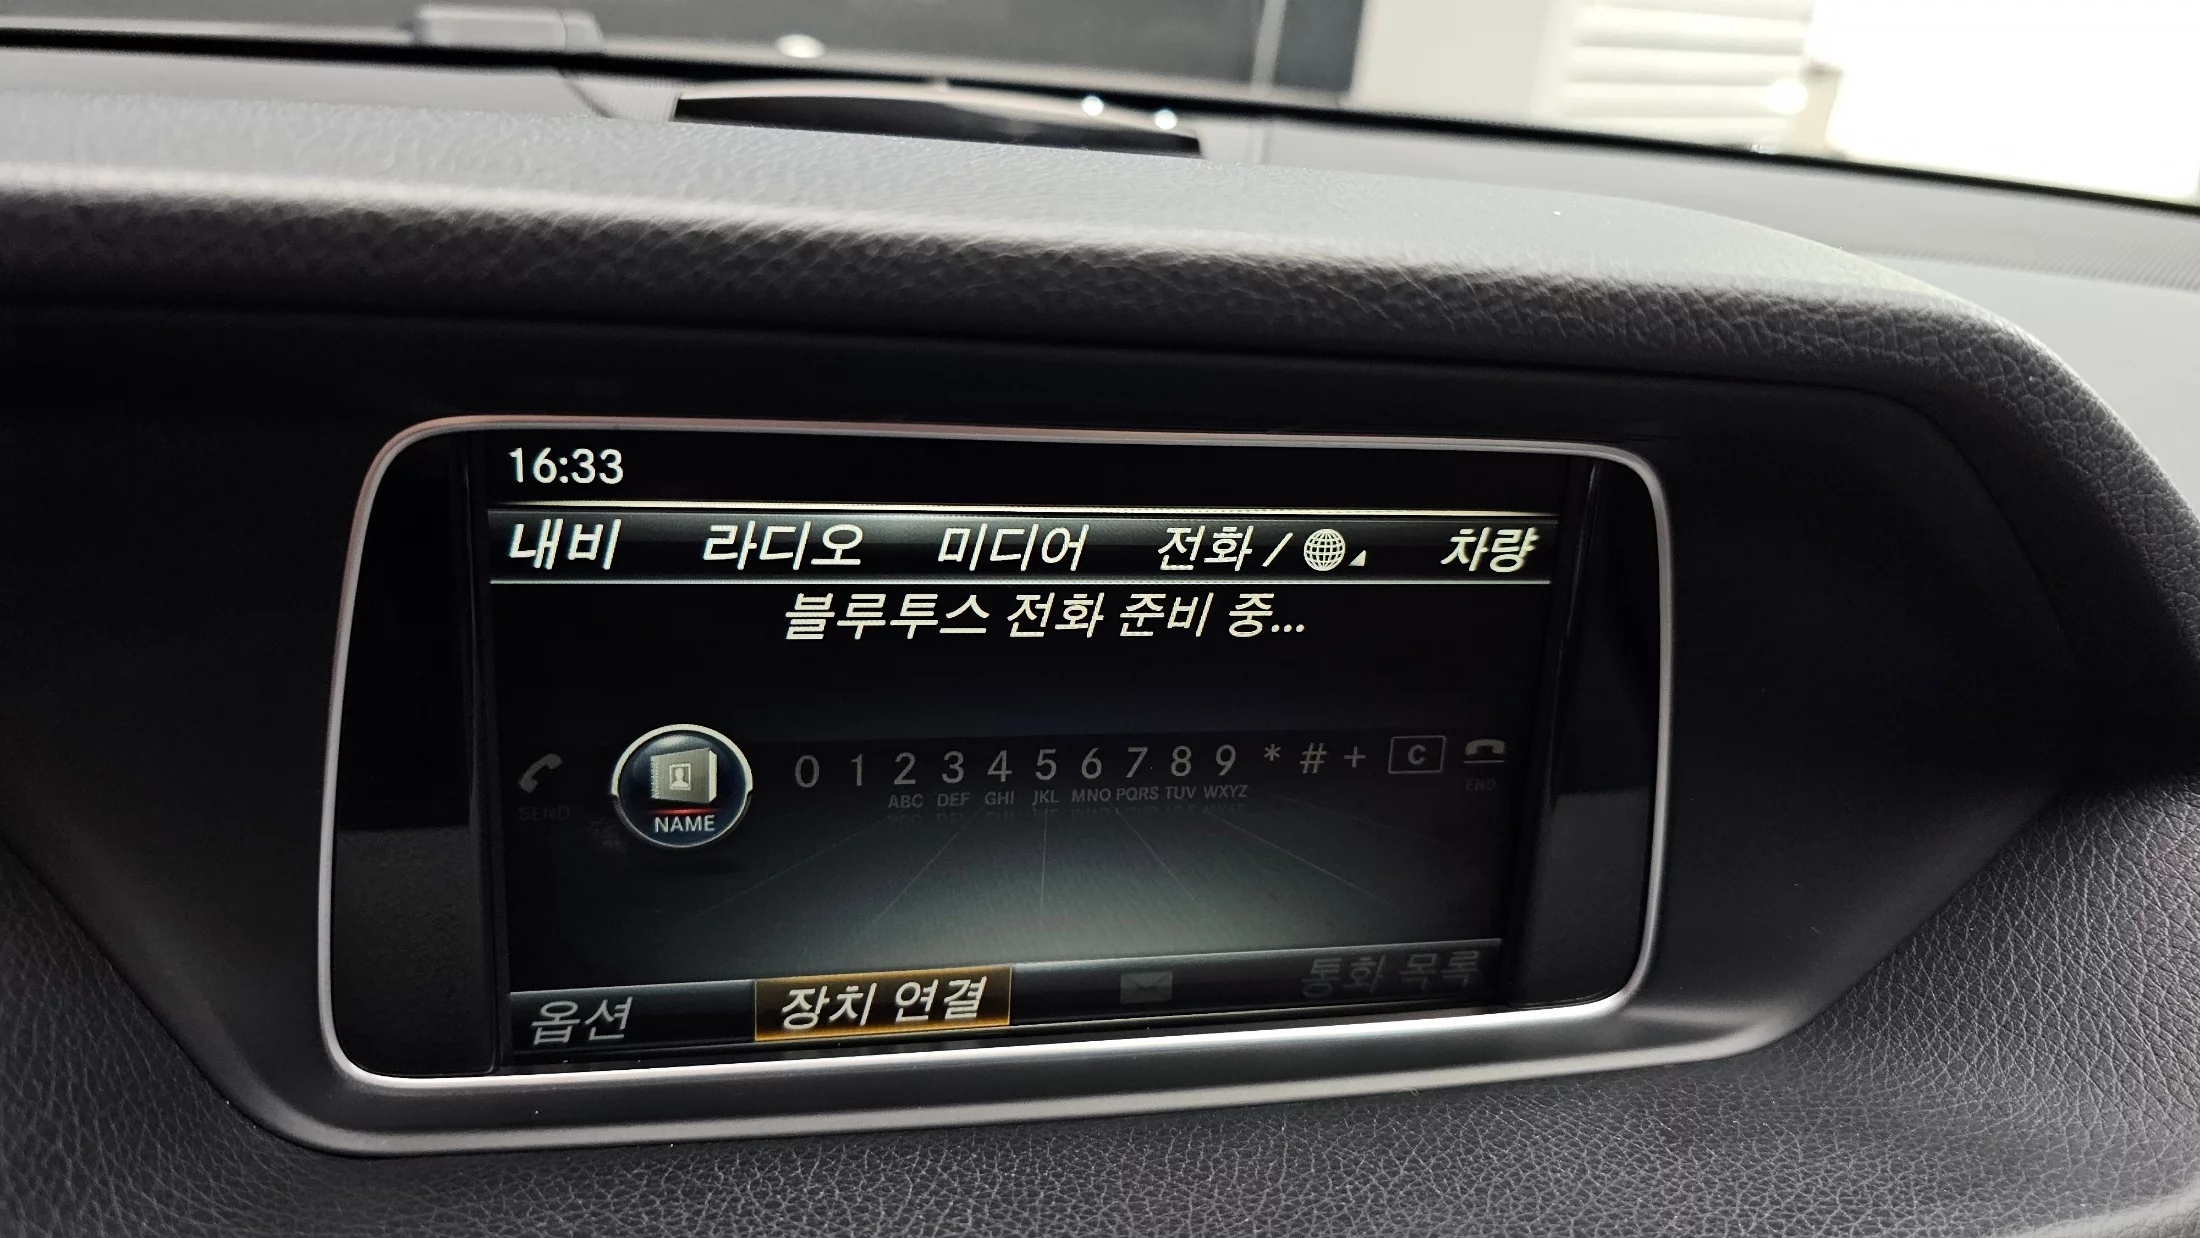 16:33
내비 라디오 미디어 전화 / 차량
블루투스 전화 준비 중...
SEND NAME 0 1 2 3 4 5 6 7 8 9 * # + C END
ABC DEF GHI JKL MNO PQRS TUV WXYZ
옵션 장치 연결 통화 목록